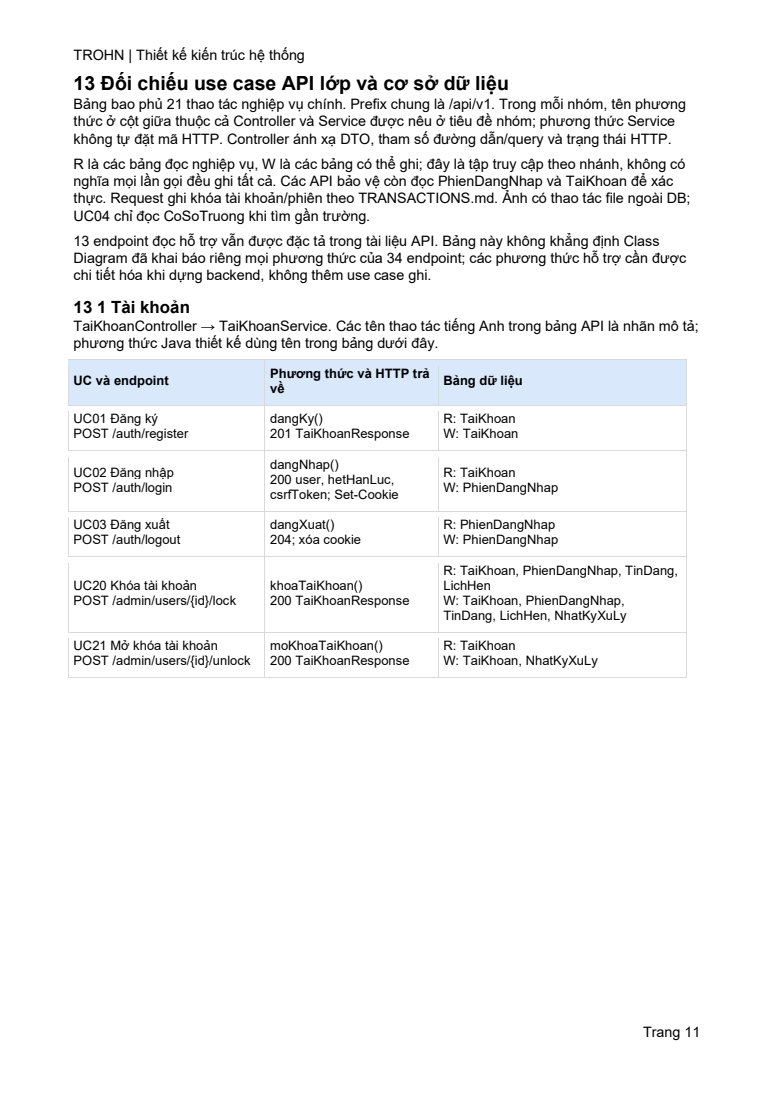 TROHN | Thiết kế kiến trúc hệ thống
13 Đối chiếu use case API lớp và cơ sở dữ liệu
Bảng bao phủ 21 thao tác nghiệp vụ chính. Prefix chung là /api/v1. Trong mỗi nhóm, tên phương
thức ở cột giữa thuộc cả Controller và Service được nêu ở tiêu đề nhóm; phương thức Service
không tự đặt mã HTTP. Controller ánh xạ DTO, tham số đường dẫn/query và trạng thái HTTP.
R là các bảng đọc nghiệp vụ, W là các bảng có thể ghi; đây là tập truy cập theo nhánh, không có
nghĩa mọi lần gọi đều ghi tất cả. Các API bảo vệ còn đọc PhienDangNhap và TaiKhoan để xác
thực. Request ghi khóa tài khoản/phiên theo TRANSACTIONS.md. Ảnh có thao tác file ngoài DB;
UC04 chỉ đọc CoSoTruong khi tìm gần trường.
13 endpoint đọc hỗ trợ vẫn được đặc tả trong tài liệu API. Bảng này không khẳng định Class
Diagram đã khai báo riêng mọi phương thức của 34 endpoint; các phương thức hỗ trợ cần được
chi tiết hóa khi dựng backend, không thêm use case ghi.
13 1 Tài khoản
TaiKhoanController → TaiKhoanService. Các tên thao tác tiếng Anh trong bảng API là nhãn mô tả;
phương thức Java thiết kế dùng tên trong bảng dưới đây.
UC và endpoint
Phương thức và HTTP trả
về
Bảng dữ liệu
UC01 Đăng ký
POST /auth/register
dangKy()
201 TaiKhoanResponse
R: TaiKhoan
W: TaiKhoan
UC02 Đăng nhập
POST /auth/login
dangNhap()
200 user, hetHanLuc,
csrfToken; Set-Cookie
R: TaiKhoan
W: PhienDangNhap
UC03 Đăng xuất
POST /auth/logout
dangXuat()
204; xóa cookie
R: PhienDangNhap
W: PhienDangNhap
UC20 Khóa tài khoản
POST /admin/users/{id}/lock
khoaTaiKhoan()
200 TaiKhoanResponse
R: TaiKhoan, PhienDangNhap, TinDang,
LichHen
W: TaiKhoan, PhienDangNhap,
TinDang, LichHen, NhatKyXuLy
UC21 Mở khóa tài khoản
POST /admin/users/{id}/unlock
moKhoaTaiKhoan()
200 TaiKhoanResponse
R: TaiKhoan
W: TaiKhoan, NhatKyXuLy
Trang 11